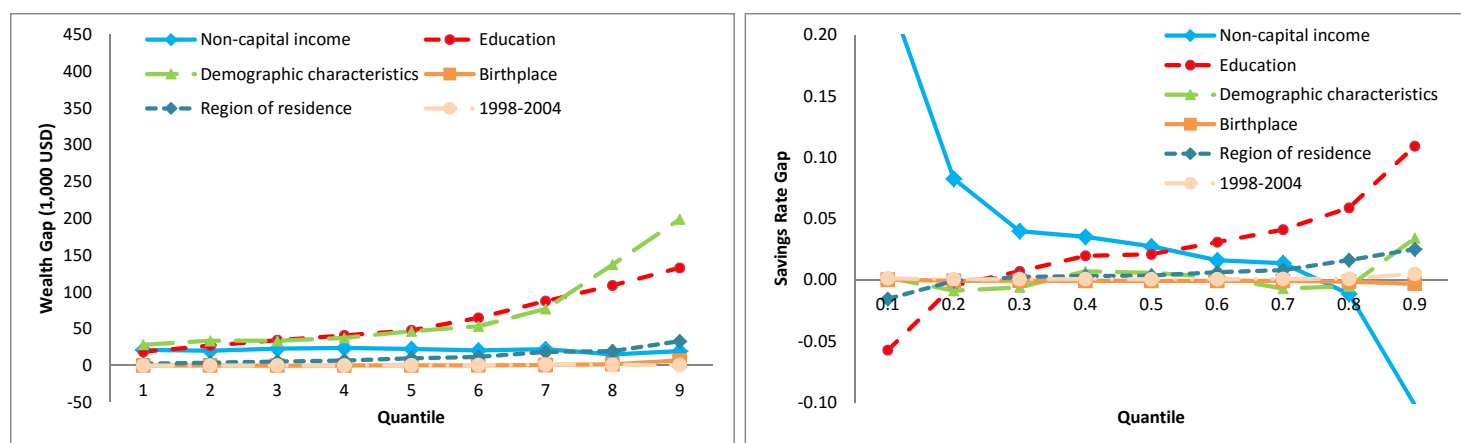 450
400
350
300
250
200
150
100
50
0
-50
Wealth Gap (1,000 USD)
Non-capital income
Education
Demographic characteristics
Birthplace
Region of residence
1998-2004
1 2 3 4 5 6 7 8 9
Quantile
0.20
0.15
0.10
0.05
0.00
-0.05
-0.10
Savings Rate Gap
Non-capital income
Education
Demographic characteristics
Birthplace
Region of residence
1998-2004
0.1 0.2 0.3 0.4 0.5 0.6 0.7 0.8 0.9
Quantile